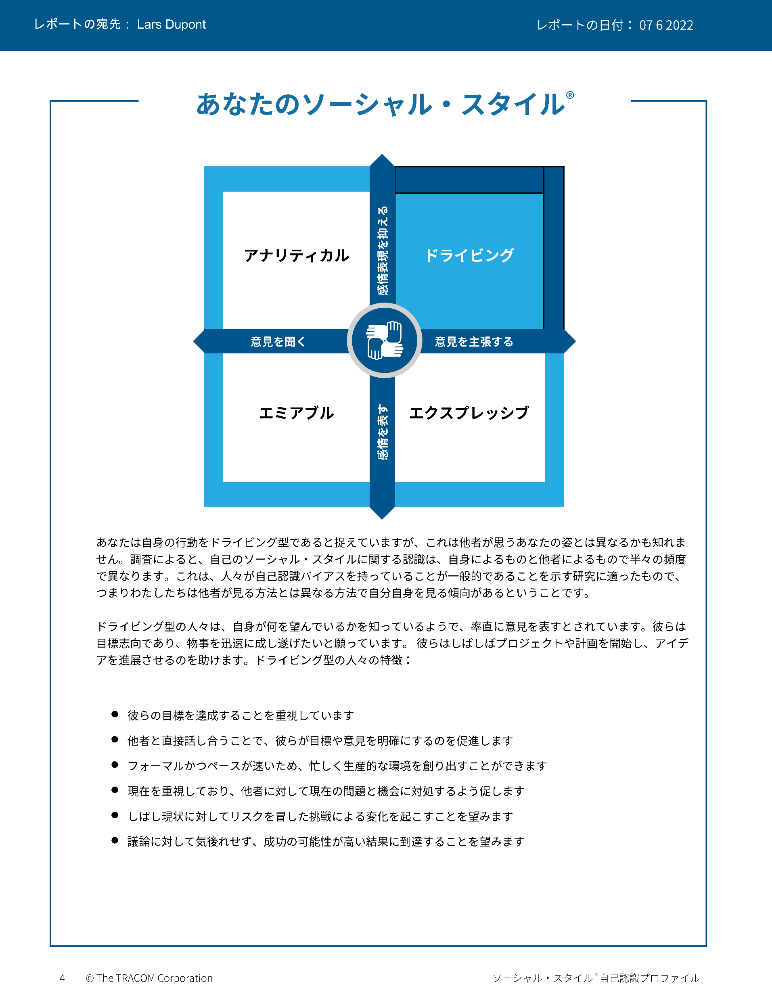 レポートの宛先： Lars Dupont
レポートの日付： 07 6 2022
あなたのソーシャル・スタイル®
感情表現を抑える
アナリティカル
ドライビング
意見を聞く
意見を主張する
エミアブル
エクスプレッシブ
感情を表す
あなたは自身の行動をドライビング型であると捉えていますが、これは他者が思うあなたの姿とは異なるかも知れま
せん。調査によると、自己のソーシャル・スタイルに関する認識は、自身によるものと他者によるもので半々の頻度
で異なります。これは、人々が自己認識バイアスを持っていることが一般的であることを示す研究に適ったもので、
つまりわたしたちは他者が見る方法とは異なる方法で自分自身を見る傾向があるということです。
ドライビング型の人々は、自身が何を望んでいるかを知っているようで、率直に意見を表すとされています。彼らは
目標志向であり、物事を迅速に成し遂げたいと願っています。 彼らはしばしばプロジェクトや計画を開始し、アイデ
アを進展させるのを助けます。ドライビング型の人々の特徴：
● 彼らの目標を達成することを重視しています
● 他者と直接話し合うことで、彼らが目標や意見を明確にするのを促進します
● フォーマルかつペースが速いため、忙しく生産的な環境を創り出すことができます
● 現在を重視しており、他者に対して現在の問題と機会に対処するよう促します
● しばし現状に対してリスクを冒した挑戦による変化を起こすことを望みます
● 議論に対して気後れせず、成功の可能性が高い結果に到達することを望みます
4 © The TRACOM Corporation
ソーシャル・スタイル®自己認識プロファイル